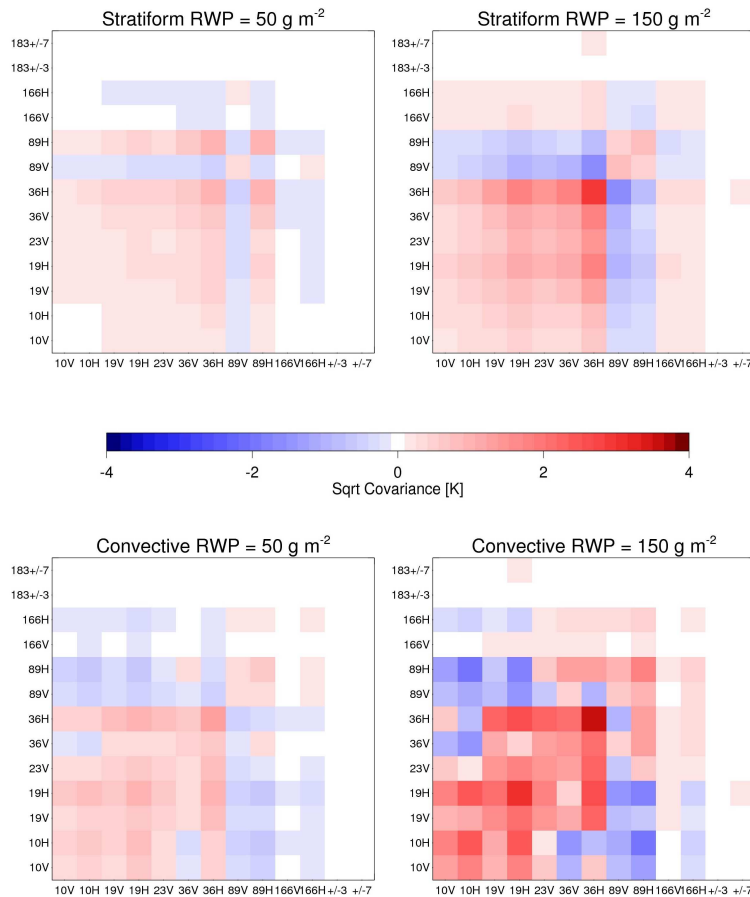 Stratiform RWP = 50 g m-2
Stratiform RWP = 150 g m-2
183+/-7
183+/-3
166H
166V
89H
89V
36H
36V
23V
19H
19V
10H
10V
10V 10H 19V 19H 23V 36V 36H 89V 89H 166V 166H +/-3 +/-7
183+/-7
183+/-3
166H
166V
89H
89V
36H
36V
23V
19H
19V
10H
10V
10V 10H 19V 19H 23V 36V 36H 89V 89H 166V 166H +/-3 +/-7
-4 -2 0 2 4
Sqrt Covariance [K]
Convective RWP = 50 g m-2
Convective RWP = 150 g m-2
183+/-7
183+/-3
166H
166V
89H
89V
36H
36V
23V
19H
19V
10H
10V
10V 10H 19V 19H 23V 36V 36H 89V 89H 166V 166H +/-3 +/-7
183+/-7
183+/-3
166H
166V
89H
89V
36H
36V
23V
19H
19V
10H
10V
10V 10H 19V 19H 23V 36V 36H 89V 89H 166V 166H +/-3 +/-7